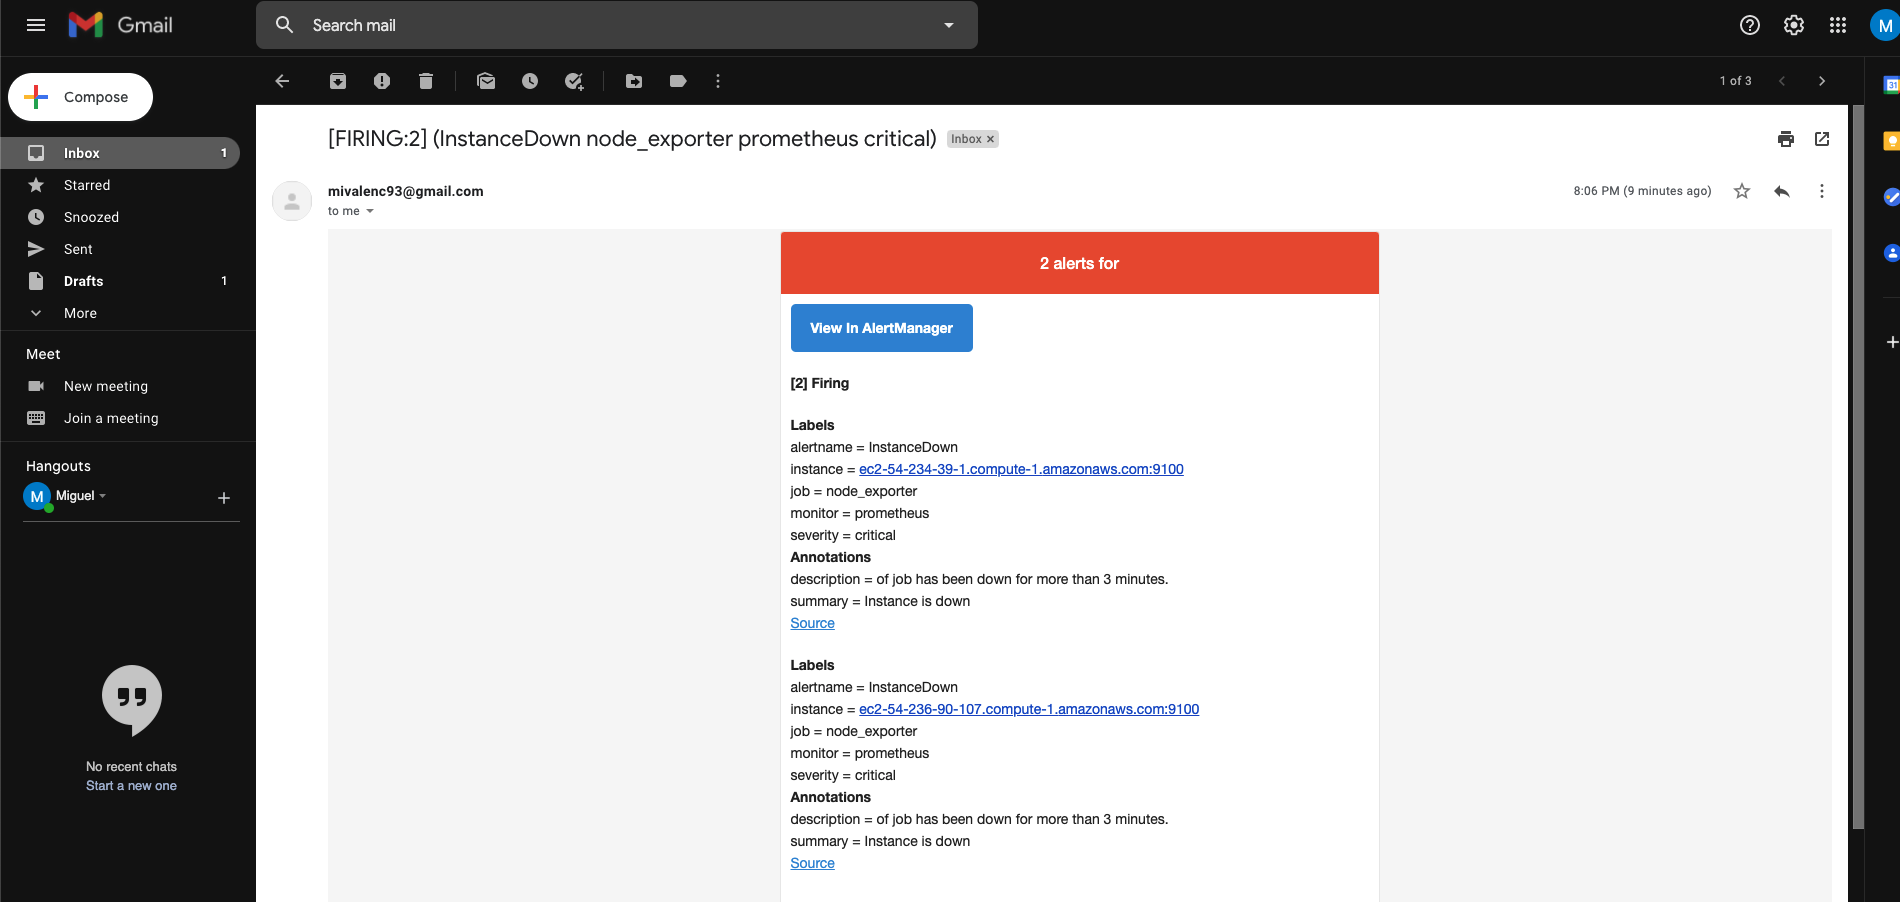 Gmail
Search mail
M
Compose
1 of 3
31
Inbox 1
Starred
Snoozed
Sent
Drafts 1
More
Meet
New meeting
Join a meeting
Hangouts
M Miguel
No recent chats
Start a new one
[FIRING:2] (InstanceDown node_exporter prometheus critical) Inbox ×
mivalenc93@gmail.com 8:06 PM (9 minutes ago)
to me
2 alerts for
View In AlertManager
[2] Firing
Labels
alertname = InstanceDown
instance = ec2-54-234-39-1.compute-1.amazonaws.com:9100
job = node_exporter
monitor = prometheus
severity = critical
Annotations
description = of job has been down for more than 3 minutes.
summary = Instance is down
Source
Labels
alertname = InstanceDown
instance = ec2-54-236-90-107.compute-1.amazonaws.com:9100
job = node_exporter
monitor = prometheus
severity = critical
Annotations
description = of job has been down for more than 3 minutes.
summary = Instance is down
Source